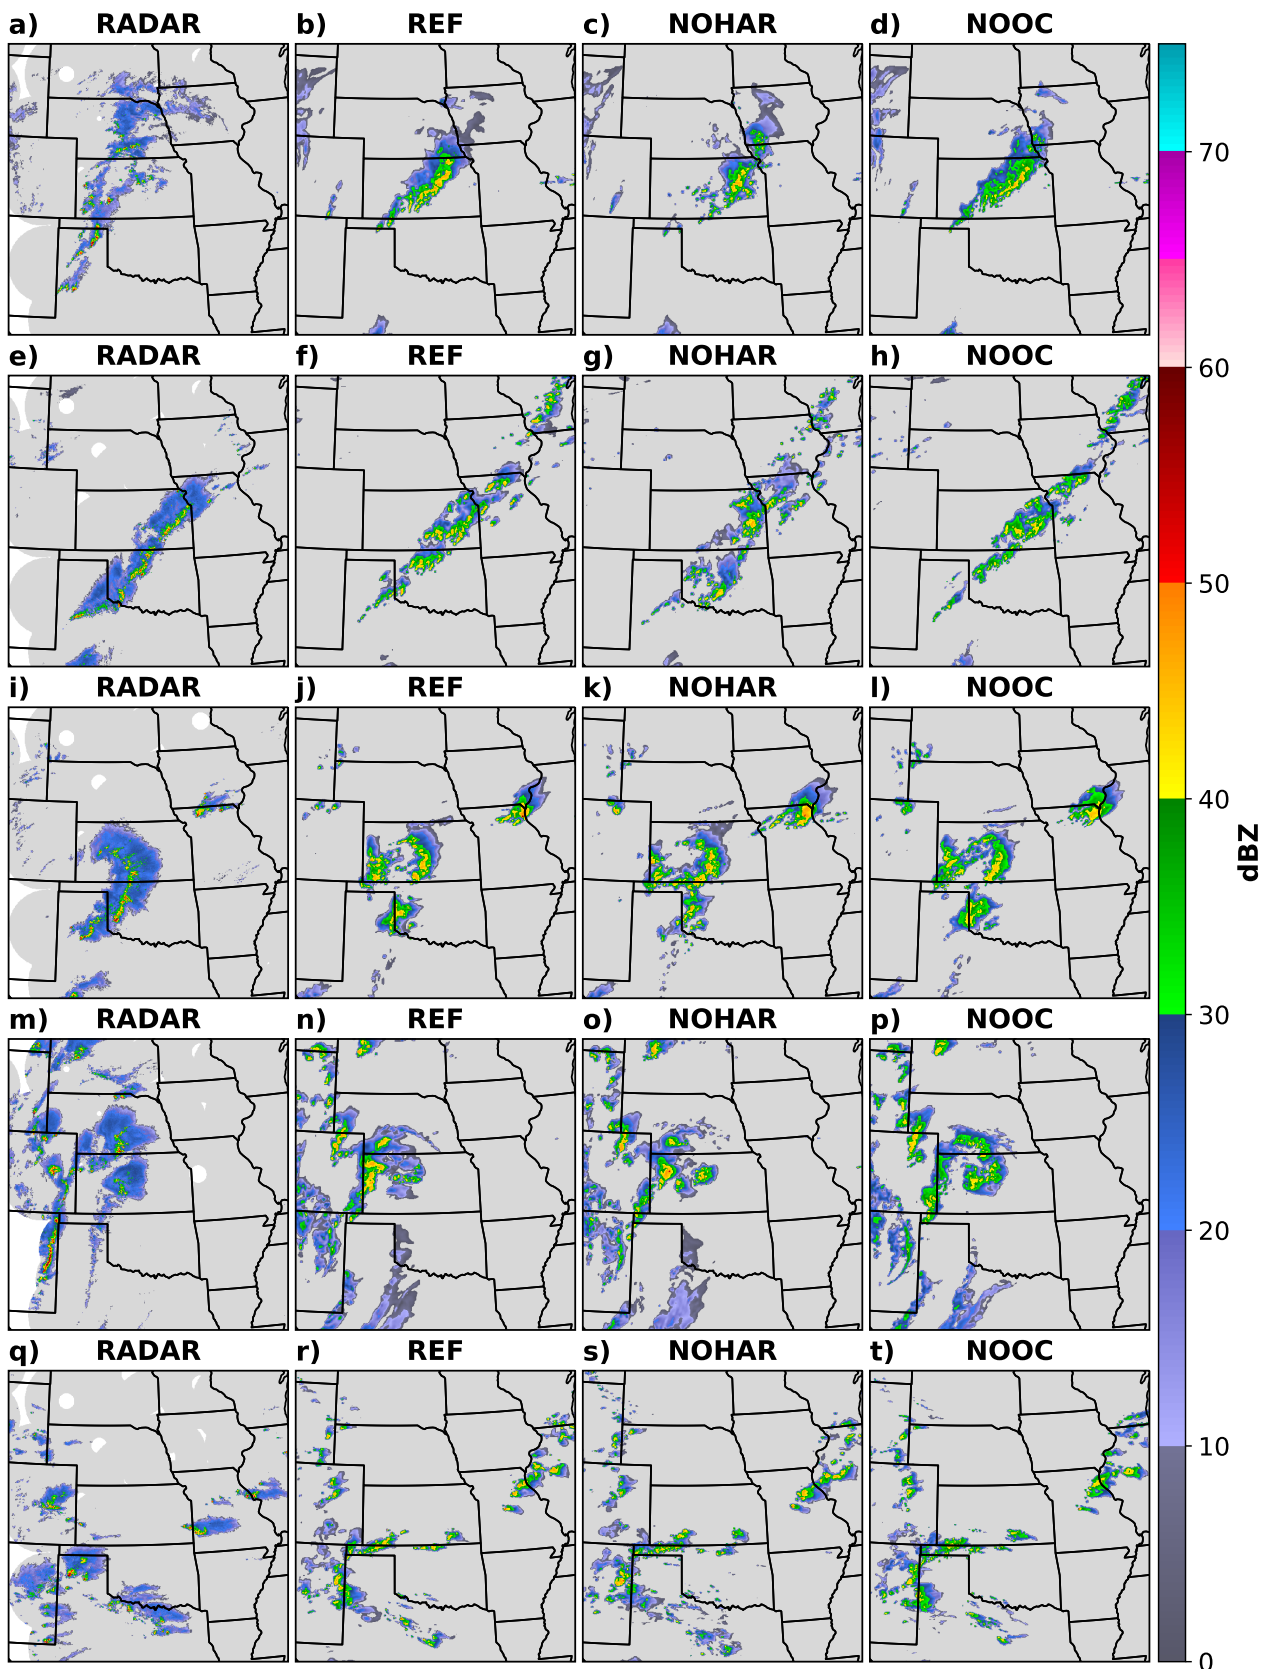 a) RADAR b) REF c) NOHAR d) NOOC
e) RADAR f) REF g) NOHAR h) NOOC
i) RADAR j) REF k) NOHAR l) NOOC
m) RADAR n) REF o) NOHAR p) NOOC
q) RADAR r) REF s) NOHAR t) NOOC
70
60
50
40
30
20
10
0
dBZ